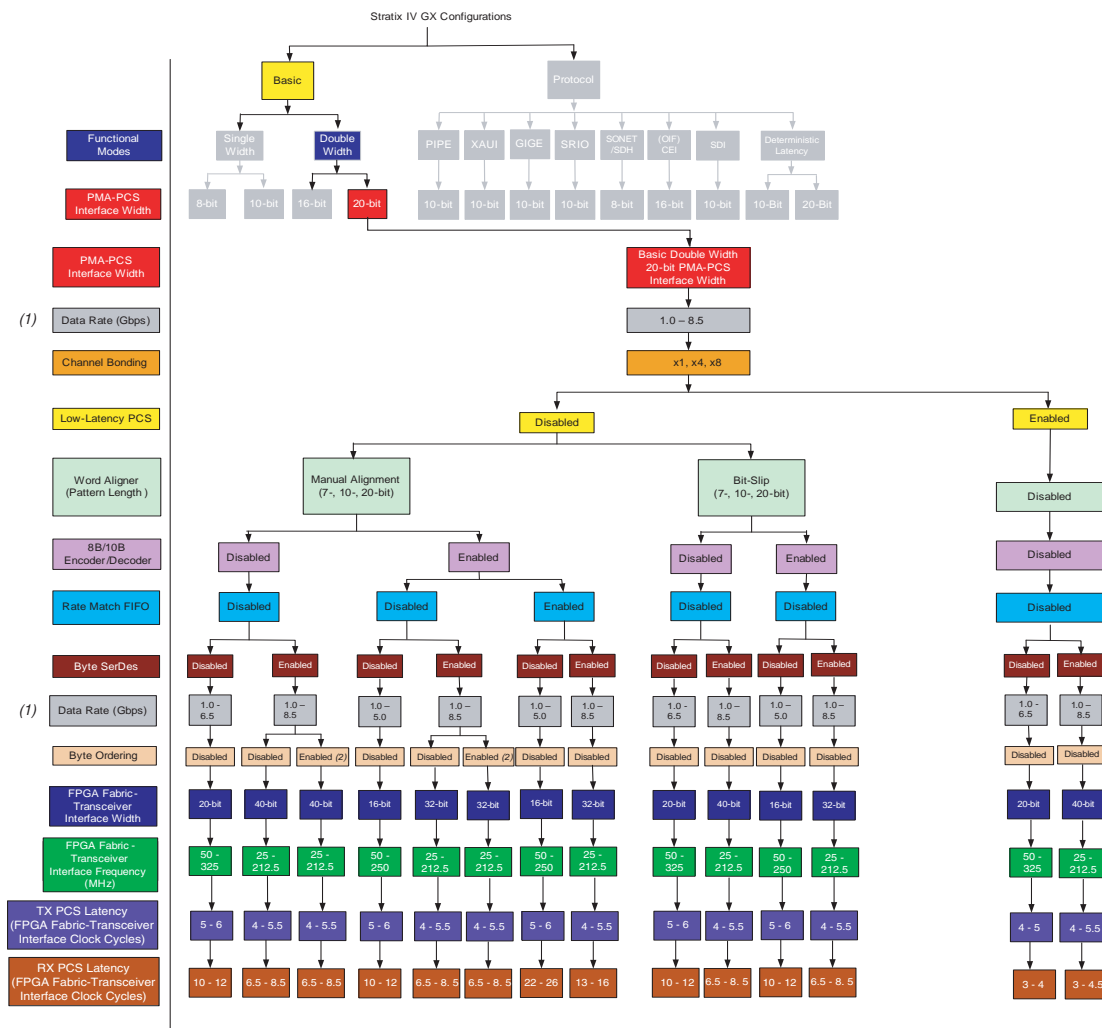 Stratix IV GX Configurations
Basic
Protocol
Functional
Modes
Single
Width
Double
Width
PIPE
XAUI
GIGE
SRIO
SONET
/SDH
(OIF)
CEI
SDI
Deterministic
Latency
PMA-PCS
Interface Width
8-bit
10-bit
16-bit
20-bit
10-bit
10-bit
10-bit
10-bit
8-bit
16-bit
10-bit
10-Bit
20-Bit
PMA-PCS
Interface Width
Basic Double Width
20-bit PMA-PCS
Interface Width
(1)
Data Rate (Gbps)
1.0 – 8.5
Channel Bonding
x1, x4, x8
Low-Latency PCS
Disabled
Enabled
Word Aligner
(Pattern Length )
Manual Alignment
(7-, 10-, 20-bit)
Bit-Slip
(7-, 10-, 20-bit)
Disabled
8B/10B
Encoder/Decoder
Disabled
Enabled
Disabled
Enabled
Disabled
Rate Match FIFO
Disabled
Disabled
Enabled
Disabled
Disabled
Disabled
Byte SerDes
Disabled
Enabled
Disabled
Enabled
Disabled
Enabled
Disabled
Enabled
Disabled
Enabled
Disabled
Enabled
(1)
Data Rate (Gbps)
1.0 -
6.5
1.0 –
8.5
1.0 -
5.0
1.0 –
8.5
1.0 -
5.0
1.0 –
8.5
1.0 -
6.5
1.0 –
8.5
1.0 -
5.0
1.0 –
8.5
1.0 -
6.5
1.0 –
8.5
Byte Ordering
Disabled
Disabled
Enabled (2)
Disabled
Disabled
Enabled (2)
Disabled
Disabled
Disabled
Disabled
Disabled
Disabled
Disabled
Disabled
FPGA Fabric-
Transceiver
Interface Width
20-bit
40-bit
40-bit
16-bit
32-bit
32-bit
16-bit
32-bit
20-bit
40-bit
16-bit
32-bit
20-bit
40-bit
FPGA Fabric -
Transceiver
Interface Frequency
(MHz)
50 -
325
25 -
212.5
25 -
212.5
50 -
250
25 -
212.5
25 -
212.5
50 -
250
25 -
212.5
50 -
325
25 -
212.5
50 -
250
25 -
212.5
50 -
325
25 -
212.5
TX PCS Latency
(FPGA Fabric-Transceiver
Interface Clock Cycles)
5 - 6
4 - 5.5
4 - 5.5
5 - 6
4 - 5.5
4 - 5.5
5 - 6
4 - 5.5
5 - 6
4 - 5.5
5 - 6
4 - 5.5
4 - 5
4 - 5.5
RX PCS Latency
(FPGA Fabric-Transceiver
Interface Clock Cycles)
10 - 12
6.5 - 8.5
6.5 - 8.5
10 - 12
6.5 - 8. 5
6.5 - 8. 5
22 - 26
13 - 16
10 - 12
6.5 - 8. 5
10 - 12
6.5 - 8. 5
3 - 4
3 - 4.5